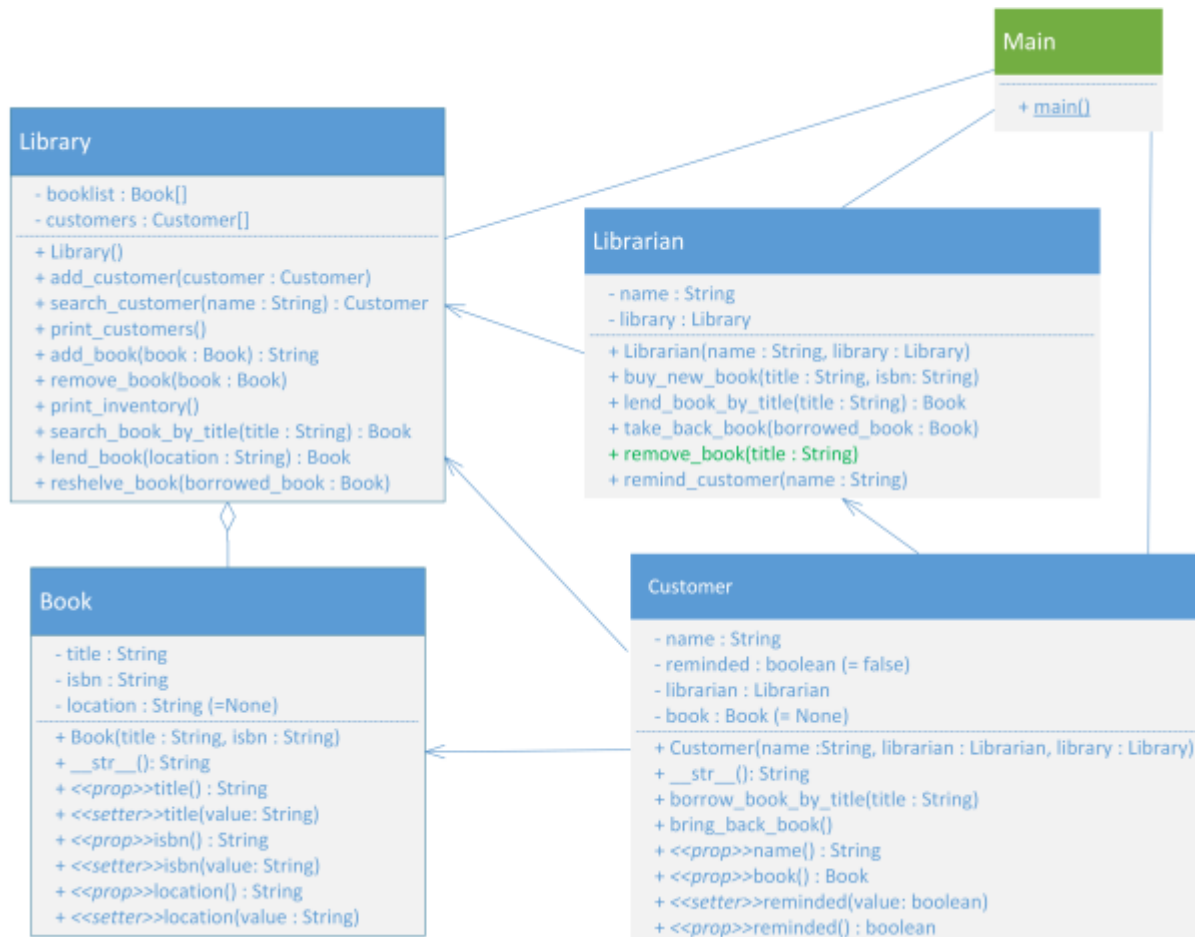 Main
+ main()
Library
- booklist : Book[]
- customers : Customer[]
+ Library()
+ add_customer(customer : Customer)
+ search_customer(name : String) : Customer
+ print_customers()
+ add_book(book : Book) : String
+ remove_book(book : Book)
+ print_inventory()
+ search_book_by_title(title : String) : Book
+ lend_book(location : String) : Book
+ reshelve_book(borrowed_book : Book)
Librarian
- name : String
- library : Library
+ Librarian(name : String, library : Library)
+ buy_new_book(title : String, isbn: String)
+ lend_book_by_title(title : String) : Book
+ take_back_book(borrowed_book : Book)
+ remove_book(title : String)
+ remind_customer(name : String)
Book
- title : String
- isbn : String
- location : String (=None)
+ Book(title : String, isbn : String)
+ __str__(): String
+ <<prop>>title() : String
+ <<setter>>title(value: String)
+ <<prop>>isbn() : String
+ <<setter>>isbn(value: String)
+ <<prop>>location() : String
+ <<setter>>location(value : String)
Customer
- name : String
- reminded : boolean (= false)
- librarian : Librarian
- book : Book (= None)
+ Customer(name :String, librarian : Librarian, library : Library)
+ __str__(): String
+ borrow_book_by_title(title : String)
+ bring_back_book()
+ <<prop>>name() : String
+ <<prop>>book() : Book
+ <<setter>>reminded(value: boolean)
+ <<prop>>reminded() : boolean